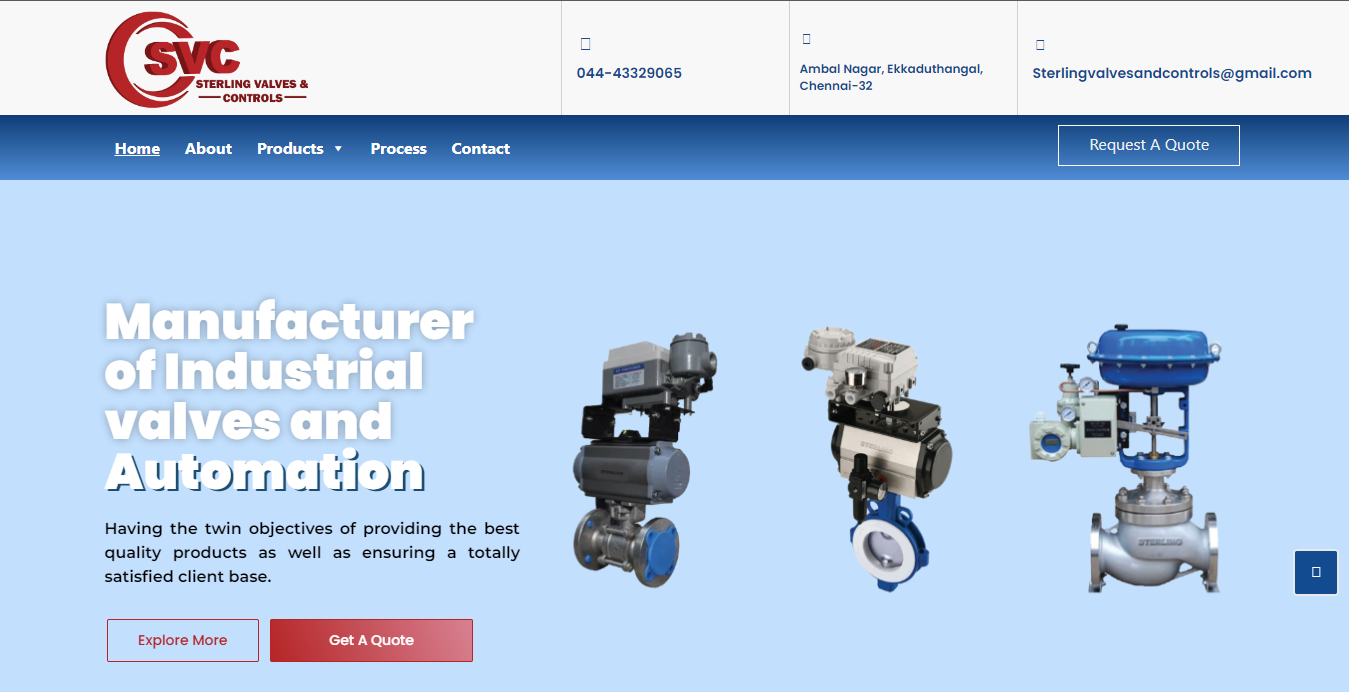 SVC
STERLING VALVES &
CONTROLS
044-43329065
Ambal Nagar, Ekkaduthangal,
Chennai-32
Sterlingvalvesandcontrols@gmail.com
Home About Products Process Contact
Request A Quote
Manufacturer
of Industrial
valves and
Automation
Having the twin objectives of providing the best
quality products as well as ensuring a totally
satisfied client base.
Explore More
Get A Quote
STERLING